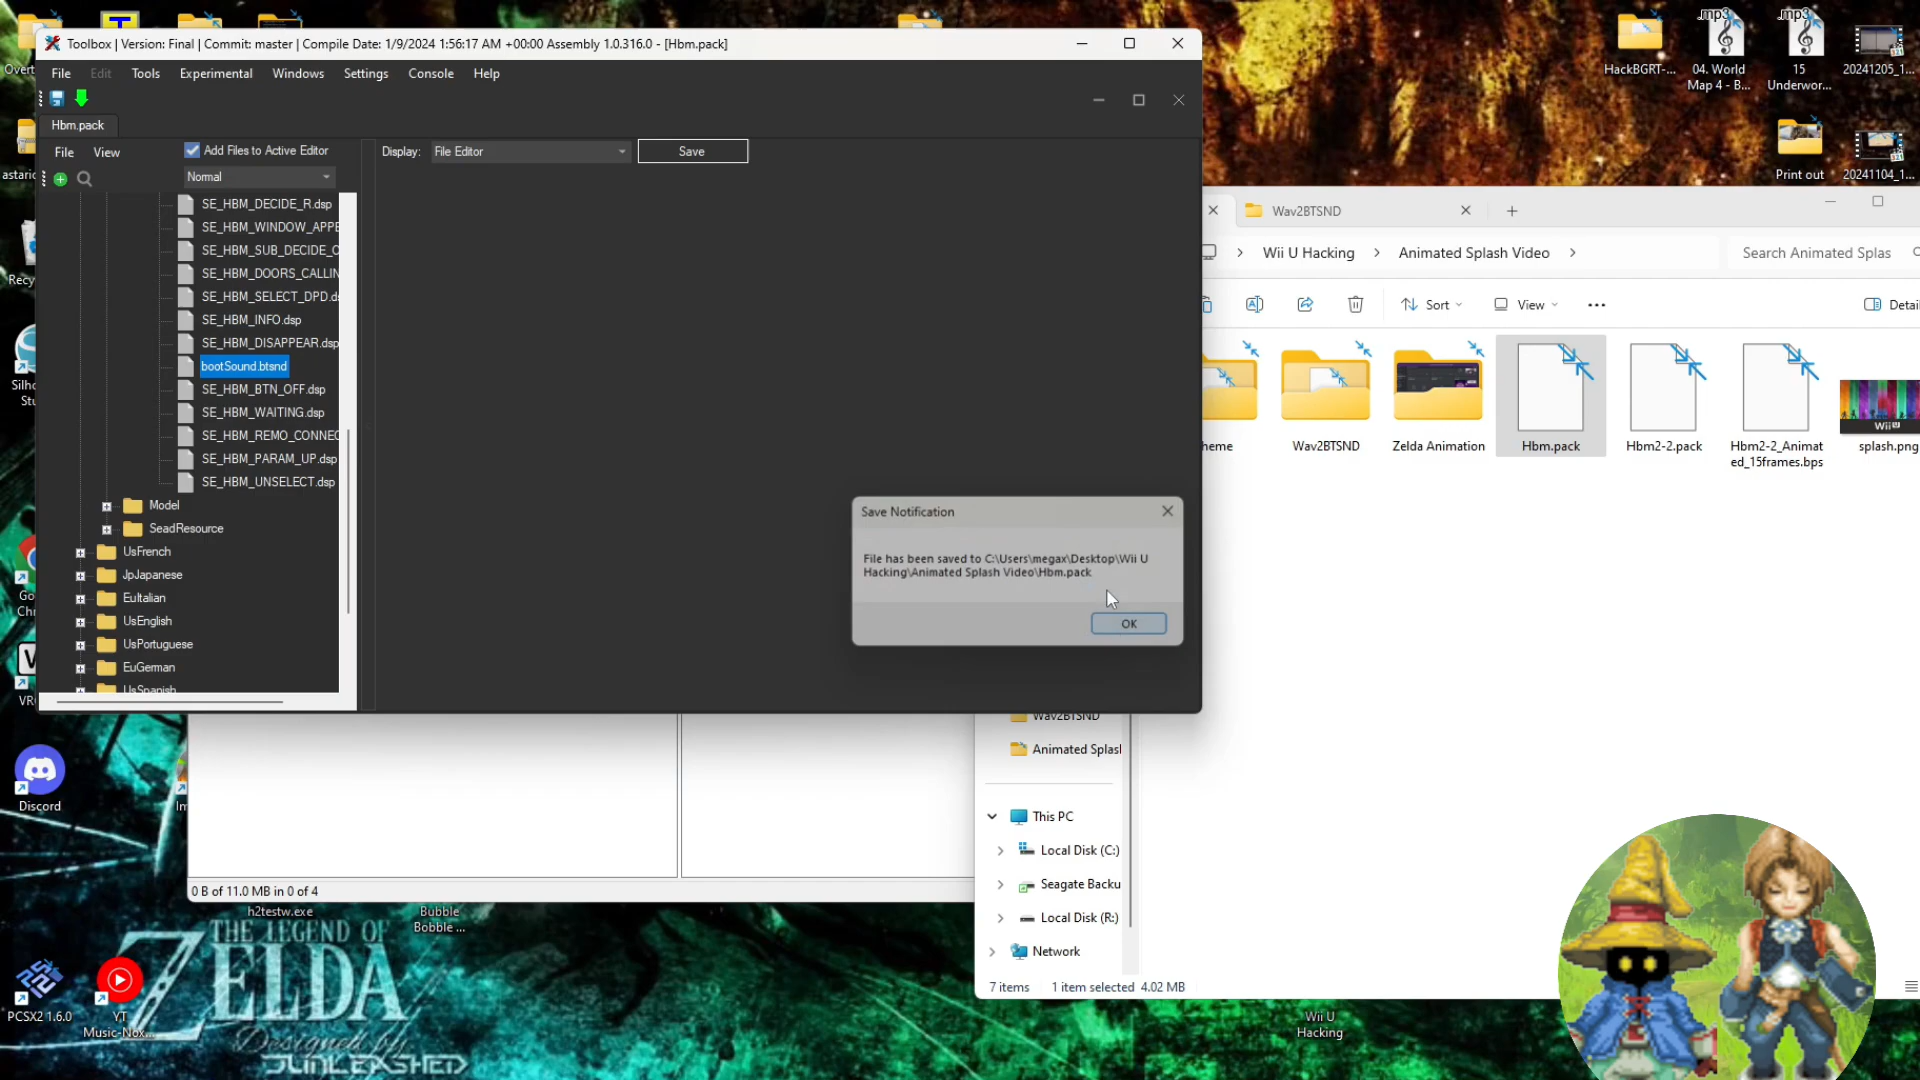 Toolbox | Version: Final | Commit: master | Compile Date: 1/9/2024 1:56:17 AM +00:00 Assembly 1.0.316.0 - [Hbm.pack]
File Edit Tools Experimental Windows Settings Console Help
Hbm.pack
File View
Add Files to Active Editor
Normal
Display: File Editor Save
SE_HBM_DECIDE_R.dsp
SE_HBM_WINDOW_APPE
SE_HBM_SUB_DECIDE_O
SE_HBM_DOORS_CALLIN
SE_HBM_SELECT_DPD.ds
SE_HBM_INFO.dsp
SE_HBM_DISAPPEAR.dsp
bootSound.btsnd
SE_HBM_BTN_OFF.dsp
SE_HBM_WAITING.dsp
SE_HBM_REMO_CONNEC
SE_HBM_PARAM_UP.dsp
SE_HBM_UNSELECT.dsp
Model
SeadResource
UsFrench
JpJapanese
EuItalian
UsEnglish
UsPortuguese
EuGerman
UsSpanish
Save Notification
File has been saved to C:\Users\megax\Desktop\Wii U
Hacking\Animated Splash Video\Hbm.pack
OK
Wav2BTSND
Wii U Hacking
Animated Splash Video
Search Animated Splas
Sort
View
Detai
heme
Wav2BTSND
Zelda Animation
Hbm.pack
Hbm2-2.pack
Hbm2-2_Animat
ed_15frames.bps
splash.png
WiiU
Wav2BTSND
Animated Splash
This PC
Local Disk (C:)
Seagate Backu
Local Disk (R:)
Network
7 items 1 item selected 4.02 MB
0 B of 11.0 MB in 0 of 4
HackBGRT-...
04. World
Map 4 - B...
15
Underwor...
20241205_1...
Print out
20241104_1...
.mp3
.mp3
Overt
astaric
Recy
Silho
Stu
Go
Chr
VR
Discord
Im
h2testw.exe
Bubble
Bobble ...
PCSX2 1.6.0
YT
Music-Nox...
THE LEGEND OF
ZELDA
Designed by
JUNLEASHED
Wii U
Hacking